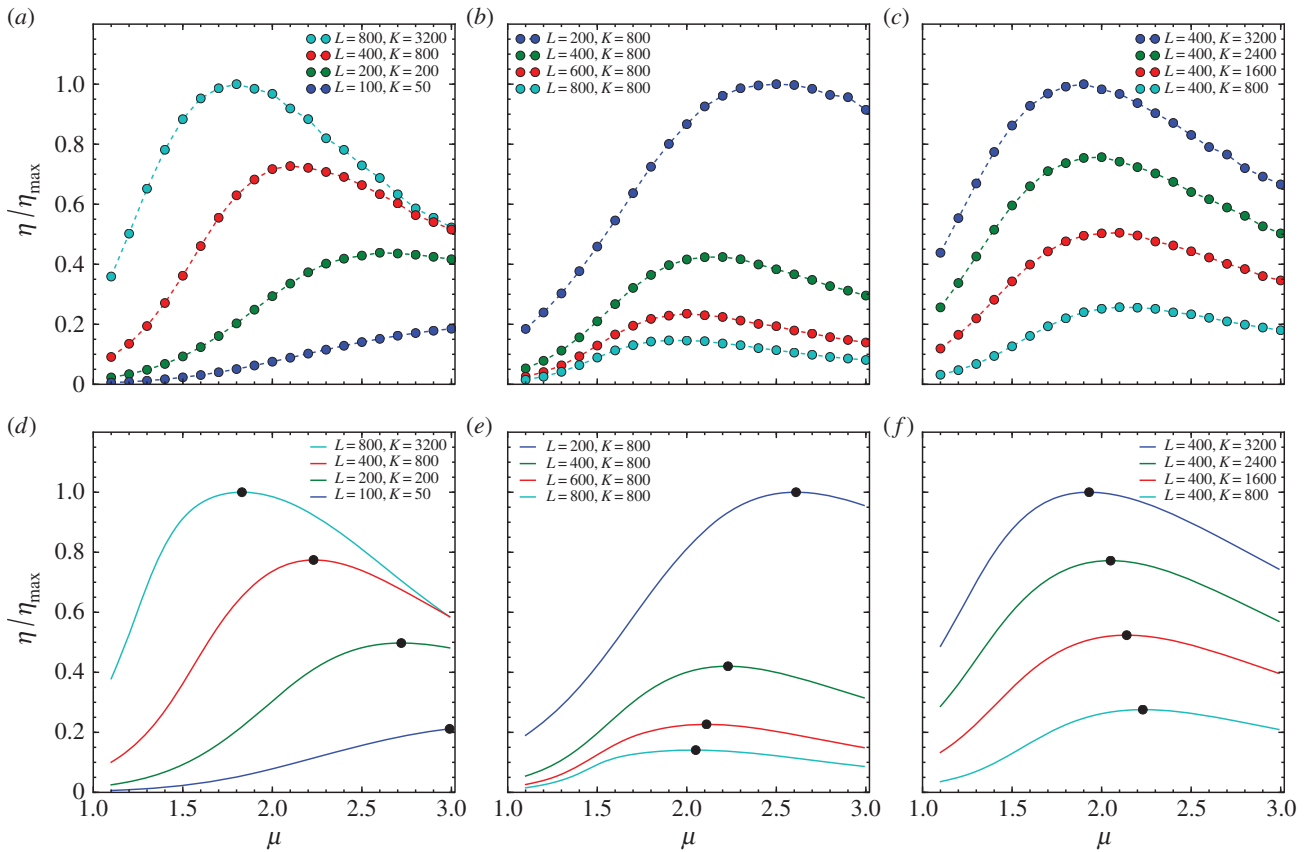 (a)
η/ηmax
1.0
0.8
0.6
0.4
0.2
0
L=800, K=3200
L=400, K=800
L=200, K=200
L=100, K=50
(b)
L=200, K=800
L=400, K=800
L=600, K=800
L=800, K=800
(c)
L=400, K=3200
L=400, K=2400
L=400, K=1600
L=400, K=800
(d)
η/ηmax
1.0
0.8
0.6
0.4
0.2
0
L=800, K=3200
L=400, K=800
L=200, K=200
L=100, K=50
1.0 1.5 2.0 2.5 3.0
μ
(e)
L=200, K=800
L=400, K=800
L=600, K=800
L=800, K=800
1.0 1.5 2.0 2.5 3.0
μ
(f)
L=400, K=3200
L=400, K=2400
L=400, K=1600
L=400, K=800
1.0 1.5 2.0 2.5 3.0
μ